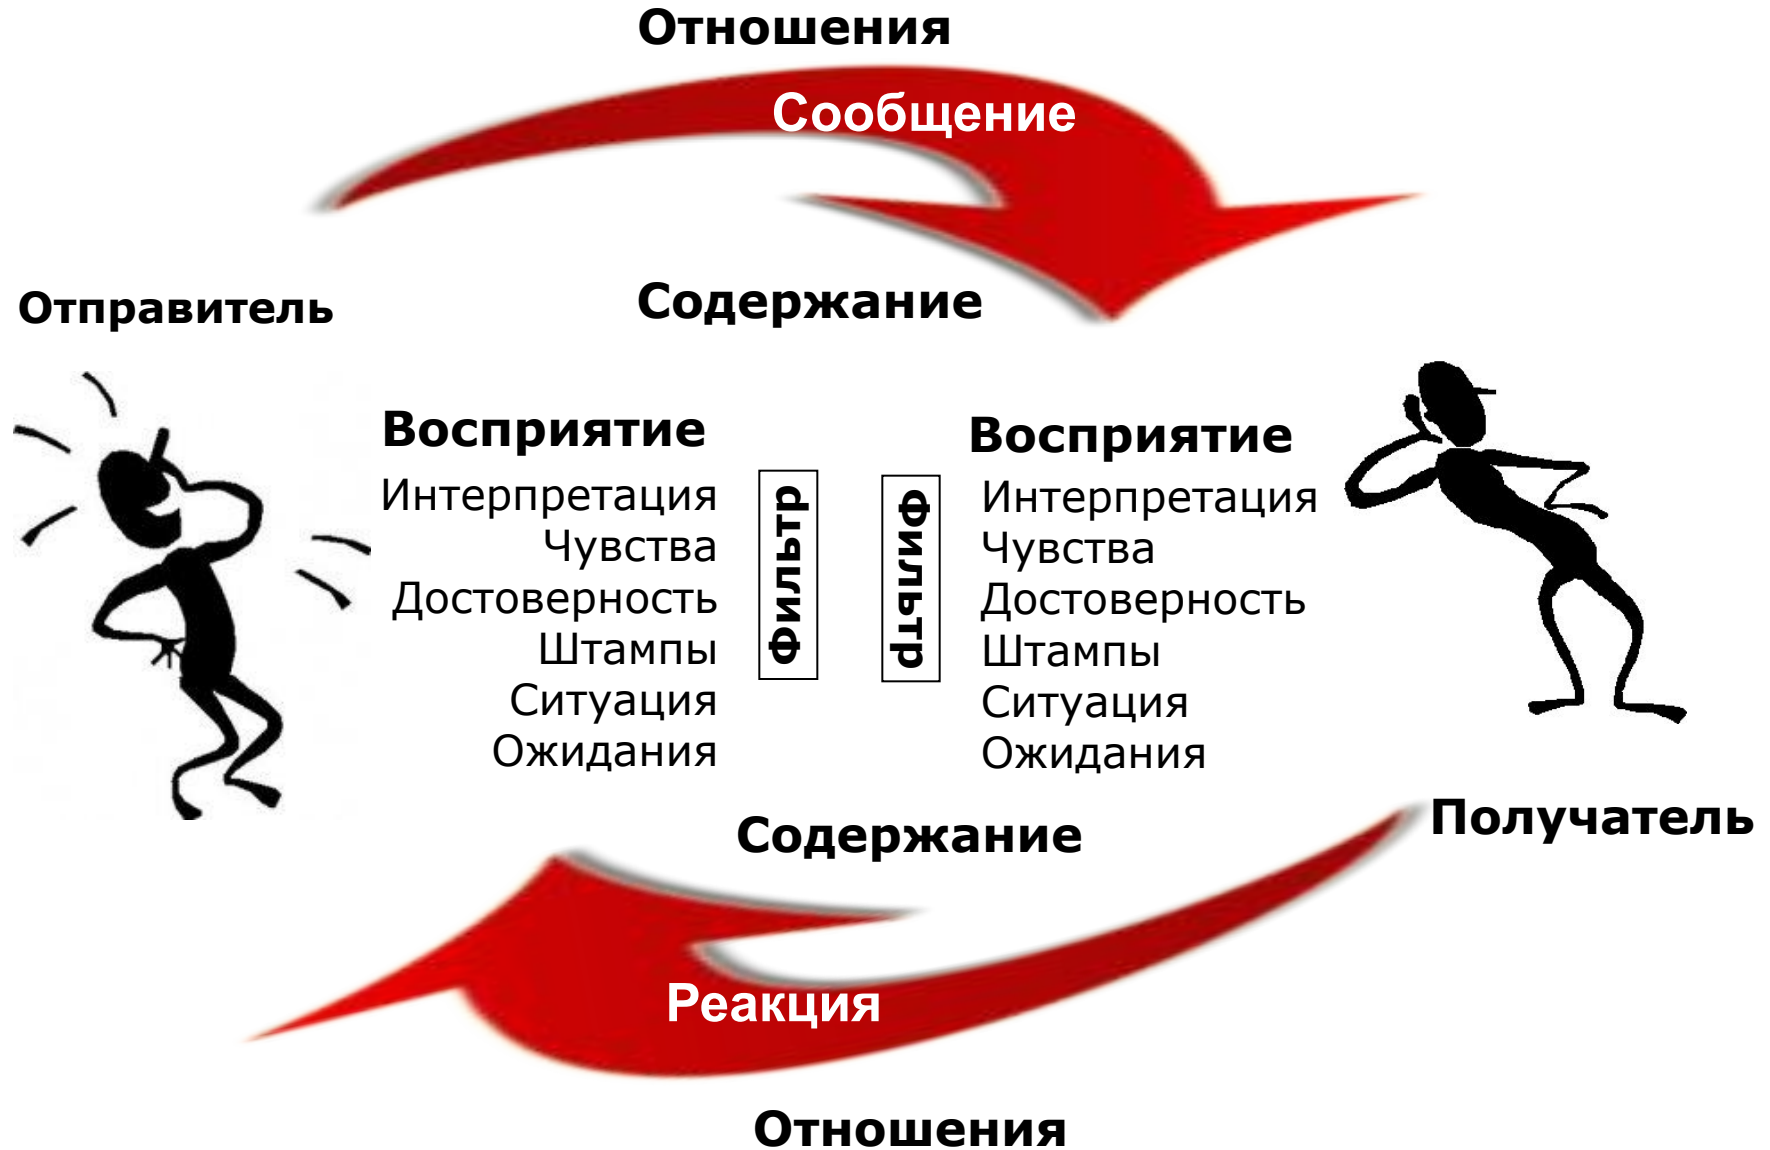 Отношения
Сообщение
Содержание
Отправитель
Восприятие
Интерпретация
Чувства
Достоверность
Штампы
Ситуация
Ожидания
Фильтр
Фильтр
Восприятие
Интерпретация
Чувства
Достоверность
Штампы
Ситуация
Ожидания
Получатель
Содержание
Реакция
Отношения